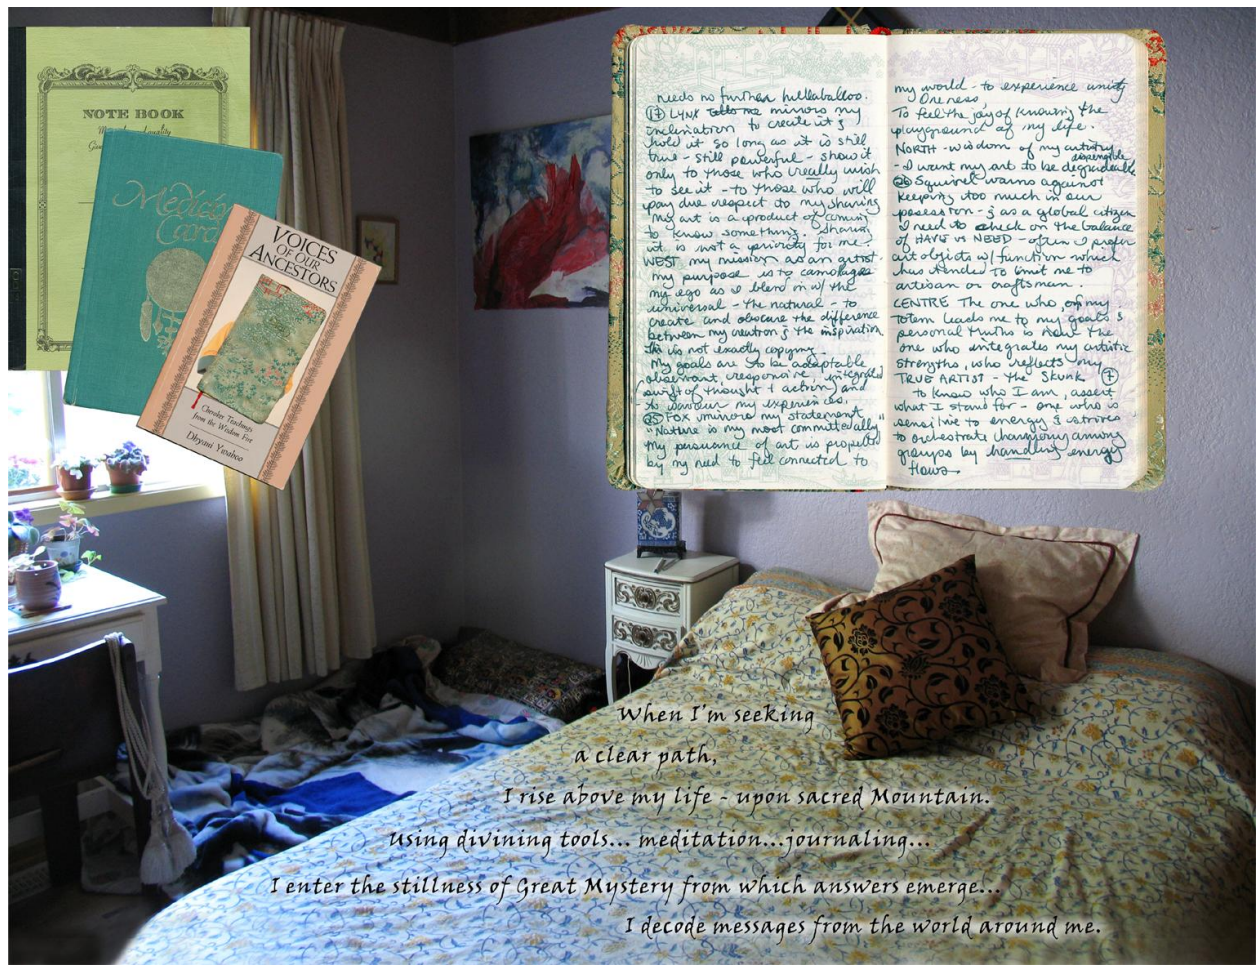 NOTE BOOK
Medicine
Cards
VOICES
OF OUR
ANCESTORS
Cherokee Teachings
from the Wisdom Fire
Dhyani Ywahoo
needs no further hullabaloo.
(17) LYNX tells me mirrors my
inclination to create it &
hold it so long as it is still
true - still powerful - show it
only to those who really wish
to see it - to those who will
pay due respect to my sharing
my art is a product of coming
to know something. Sharing
it is not a priority for me
WEST my mission as an artist
my purpose is to camouflage
my ego as I blend in w/ the
universal - the natural - to
create and obscure the difference
between my creation & the inspiration
is not exactly copying.
My goals are to be adaptable
observant, responsive, integrated
swing of thought & action and
to my experiences.
(25) mirrors my statement
"Nature is my most committed ally"
My pursuance of art is propelled
by my need to feel connected to
my world - to experience unity
Oneness,
To feel the joy of knowing the
playground of my life.
NORTH - wisdom of my artistry
dispensible
- I want my art to be degradeable
Squirrel warns against
keeping too much in our
posession - & as a global citizen
I need to check on the balance
of HAVE vs NEED - often I prefer
art objects w/ function which
has tended to limit me to
artisan or craftsman.
CENTRE The one who, of my
Totem leads me to my goals &
personal truths is now the
one who integrates my artistic
strengths, who reflects my
TRUE ARTIST - the Skunk (7)
to know who I am, assert
what I stand for - one who is
sensitive to energy & strives
to orchestrate harmony among
groups by handling energy
flows
When I'm seeking
a clear path,
I rise above my life - upon sacred Mountain.
Using divining tools... meditation...journaling...
I enter the stillness of Great Mystery from which answers emerge...
I decode messages from the world around me.